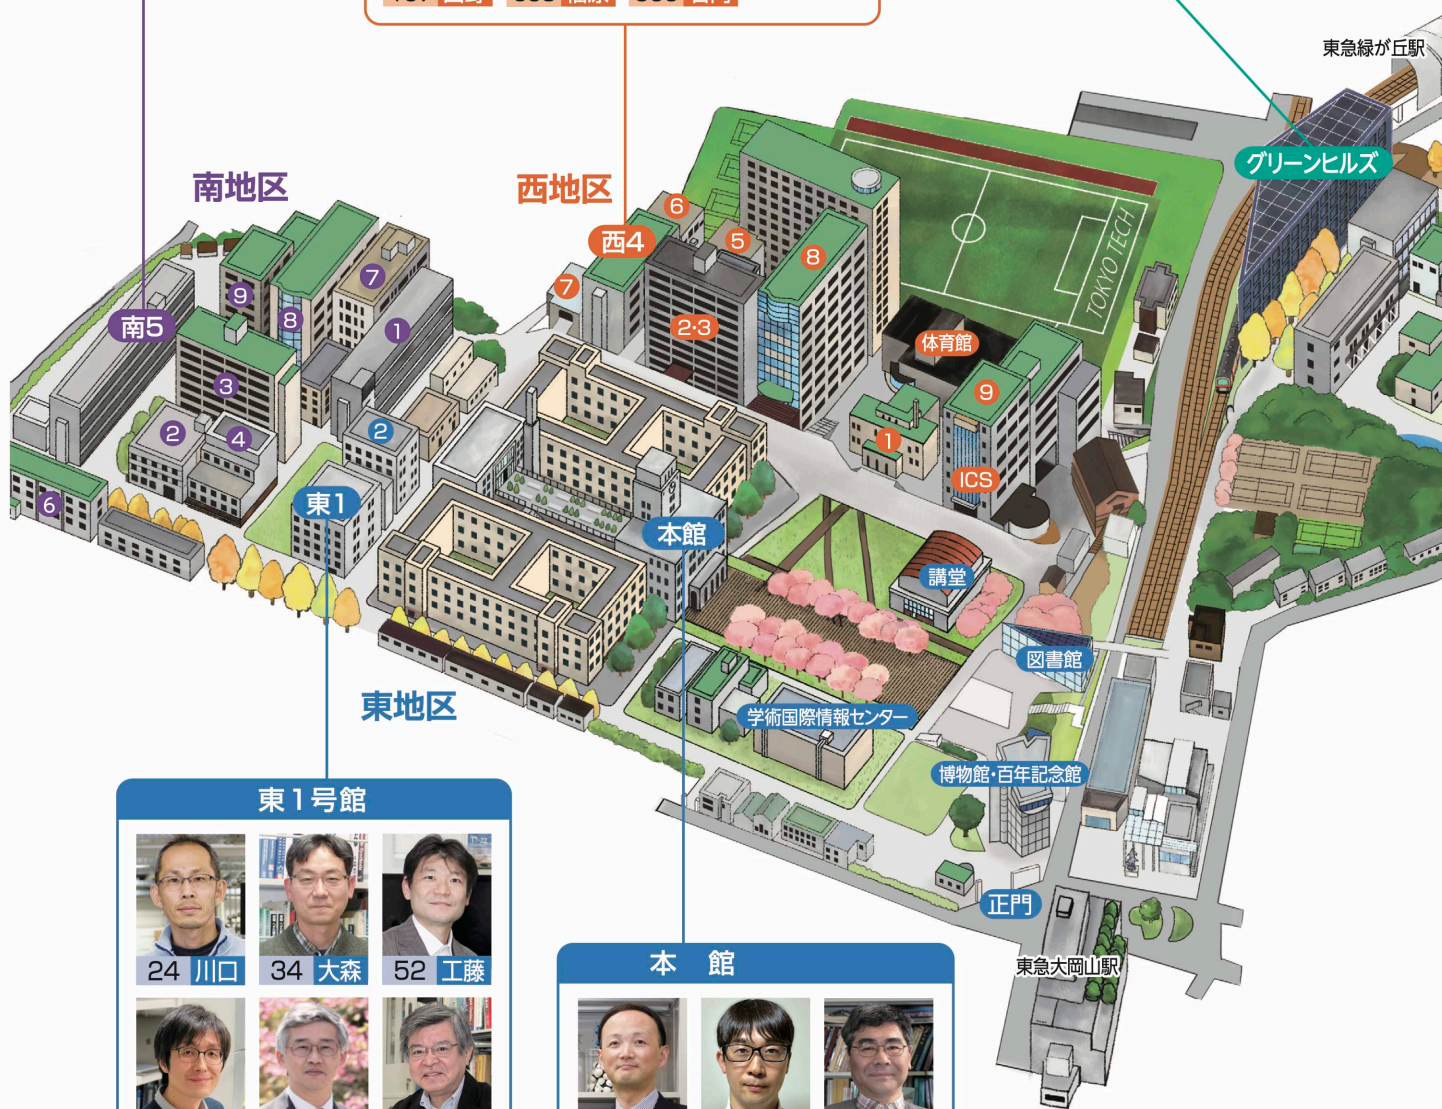 東急緑が丘駅
グリーンヒルズ
南地区
西地区
6
西4
5
8
7
7
9
8
1
南5
2・3
TOKYO TECH
体育館
3
9
2
4
2
1
ICS
6
東1
本館
講堂
図書館
東地区
学術国際情報センター
博物館・百年記念館
正門
東急大岡山駅
東1号館
24 川口
34 大森
52 工藤
本 館